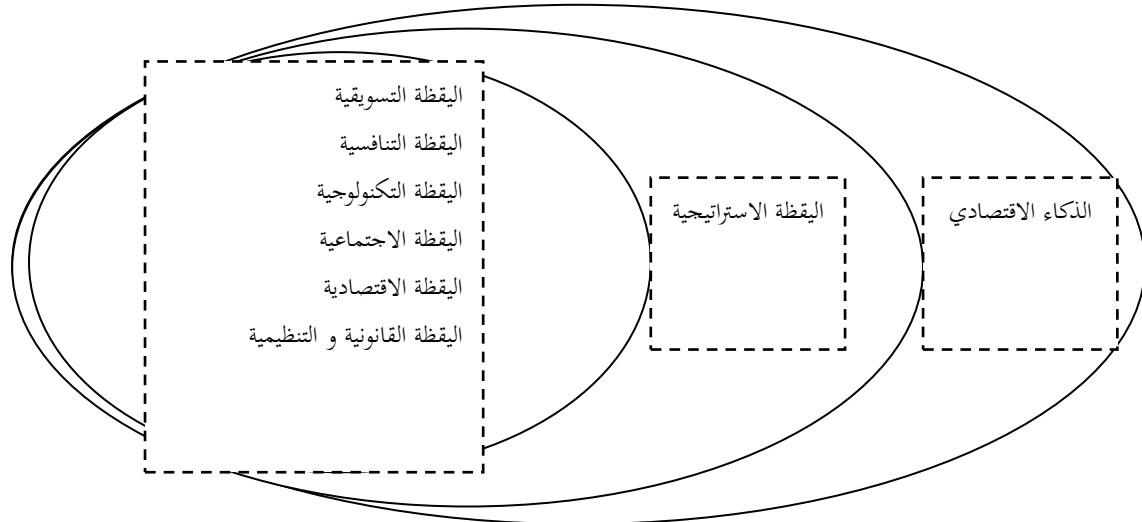 اليقظة التسويقية
اليقظة التنافسية
اليقظة التكنولوجية
اليقظة الاجتماعية
اليقظة الاقتصادية
اليقظة القانونية و التنظيمية
اليقظة الاستراتيجية
الذكاء الاقتصادي